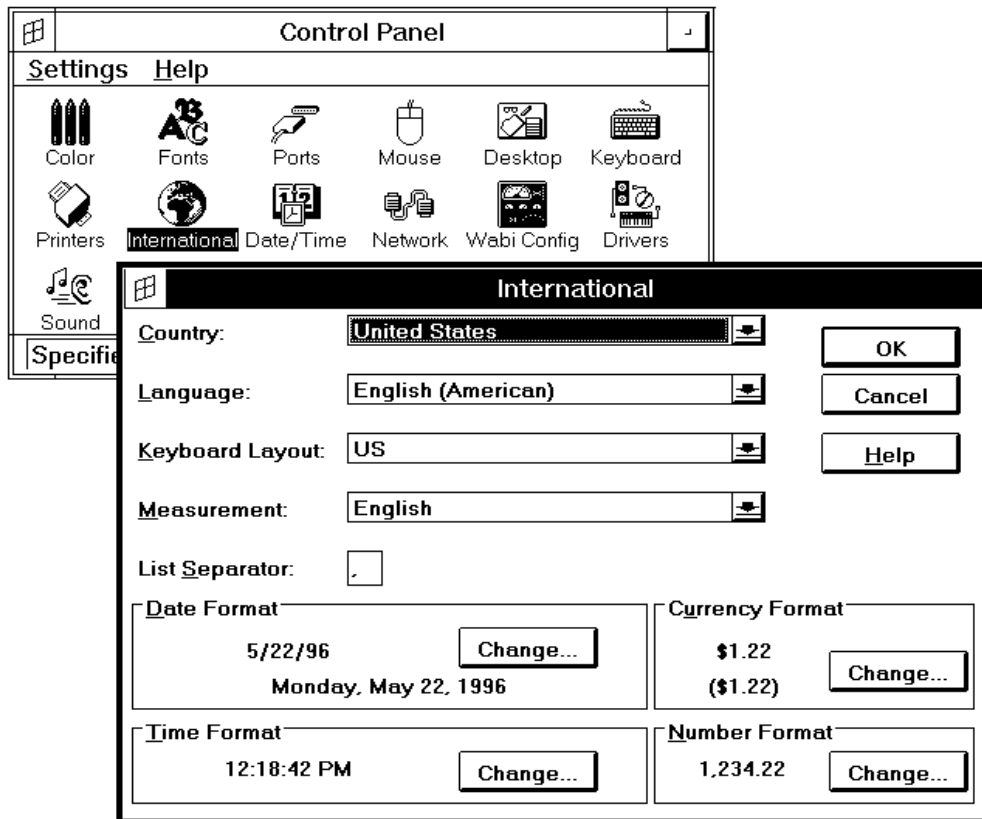 Control Panel
Settings Help
Color Fonts Ports Mouse Desktop Keyboard
Printers International Date/Time Network Wabi Config Drivers
Sound
Specifie
International
Country: United States
OK
Language: English (American)
Cancel
Keyboard Layout: US
Help
Measurement: English
List Separator: ,
Date Format
5/22/96
Change...
Monday, May 22, 1996
Currency Format
$1.22
($1.22)
Change...
Time Format
12:18:42 PM
Change...
Number Format
1,234.22
Change...